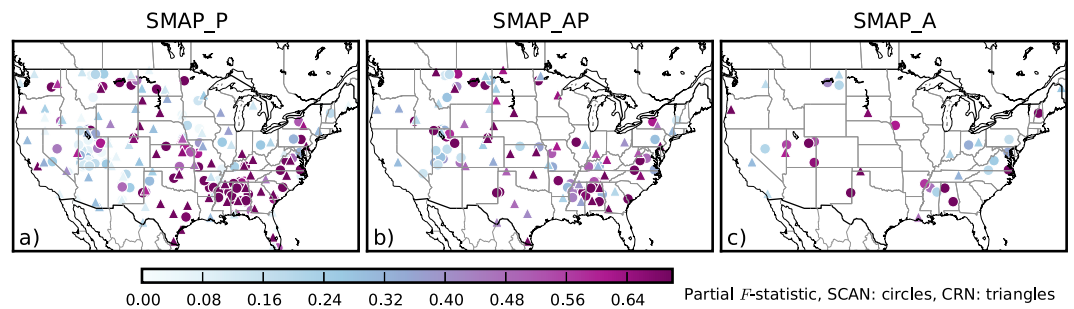 SMAP_P SMAP_AP SMAP_A
a) b) c)
0.00 0.08 0.16 0.24 0.32 0.40 0.48 0.56 0.64
Partial F-statistic, SCAN: circles, CRN: triangles